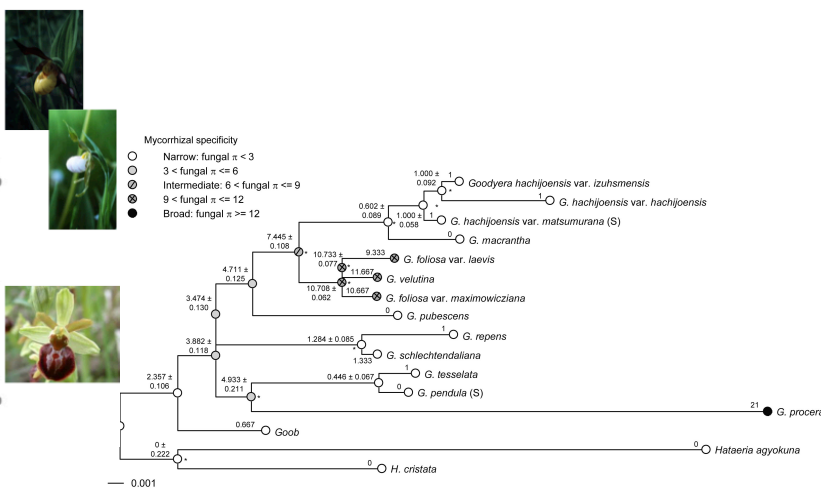 Mycorrhizal specificity
Narrow: fungal π < 3
3 < fungal π <= 6
Intermediate: 6 < fungal π <= 9
9 < fungal π <= 12
Broad: fungal π >= 12
1.000 ±
0.092
1
Goodyera hachijoensis var. izuhsmensis
*
1
G. hachijoensis var. hachijoensis
0.602 ±
0.089
*
1.000 ±
0.058
1
G. hachijoensis var. matsumurana (S)
*
0
G. macrantha
7.445 ±
0.108
*
10.733 ±
0.077
*
9.333
G. foliosa var. laevis
11.667
G. velutina
*
10.708 ±
0.062
10.667
G. foliosa var. maximowicziana
4.711 ±
0.125
0
G. pubescens
3.474 ±
0.130
1
G. repens
1.284 ± 0.085
*
1.333
G. schlechtendaliana
3.882 ±
0.118
1
G. tesselata
0.446 ± 0.067
0
G. pendula (S)
4.933 ±
0.211
*
21
G. procera
2.357 ±
0.106
0.667
Goob
0 ±
0.222
*
0
Hataeria agyokuna
0
H. cristata
0.001